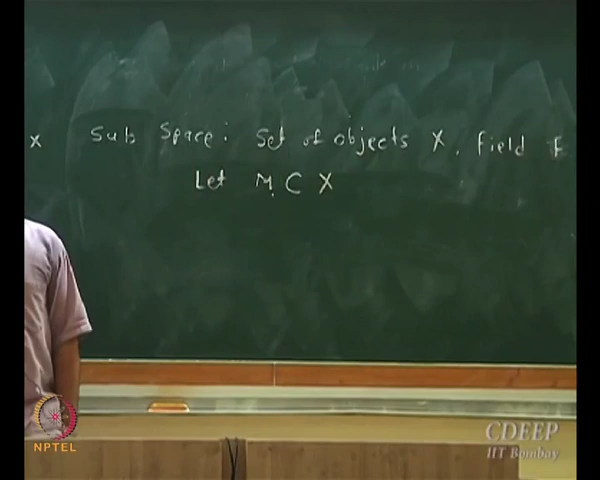 x Sub Space: Set of objects X, Field F
Let M ⊂ X
NPTEL
CDEEP
IIT Bombay